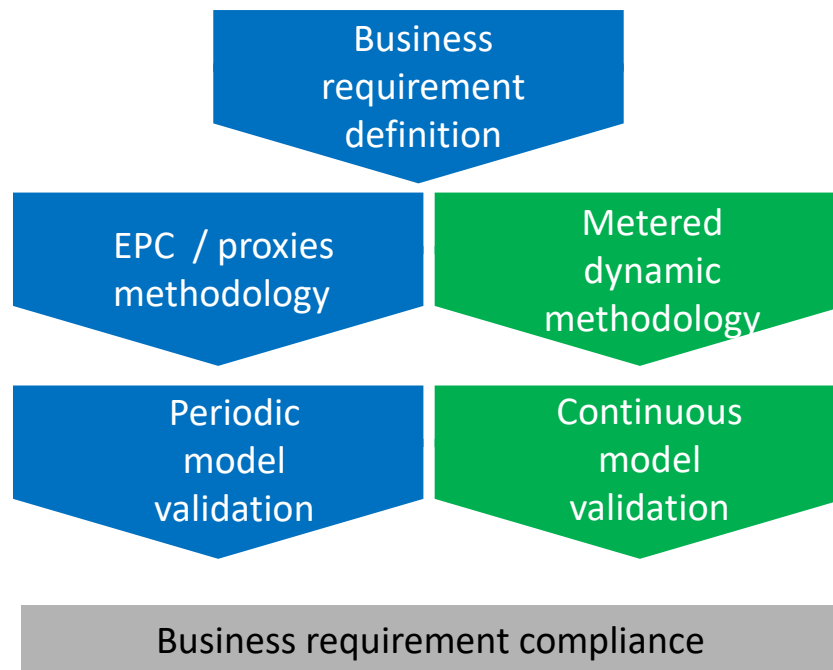 Business
requirement
definition
EPC / proxies
methodology
Metered
dynamic
methodology
Periodic
model
validation
Continuous
model
validation
Business requirement compliance